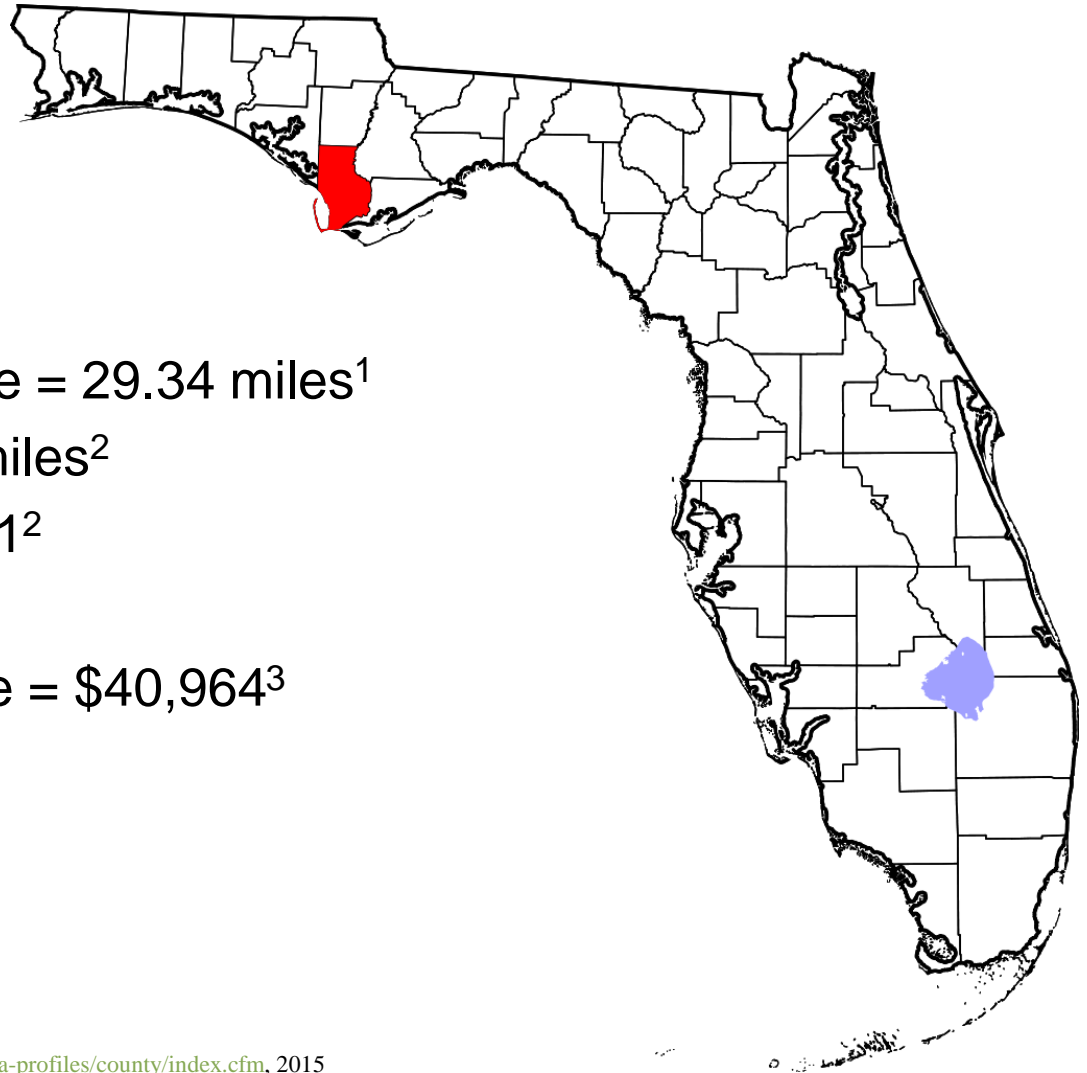 e = 29.34 miles¹
niles²
1²
e = $40,964³
a-profiles/county/index.cfm, 2015